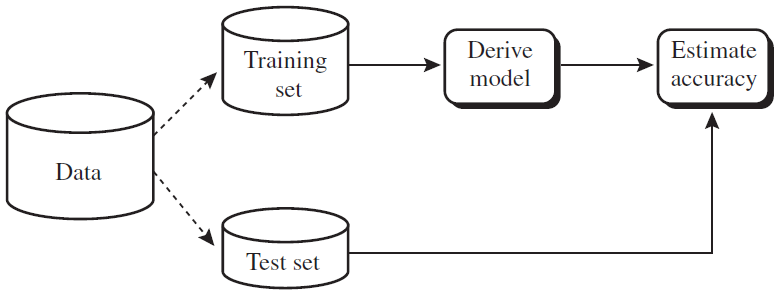 Training
set
Derive
model
Estimate
accuracy
Data
Test set